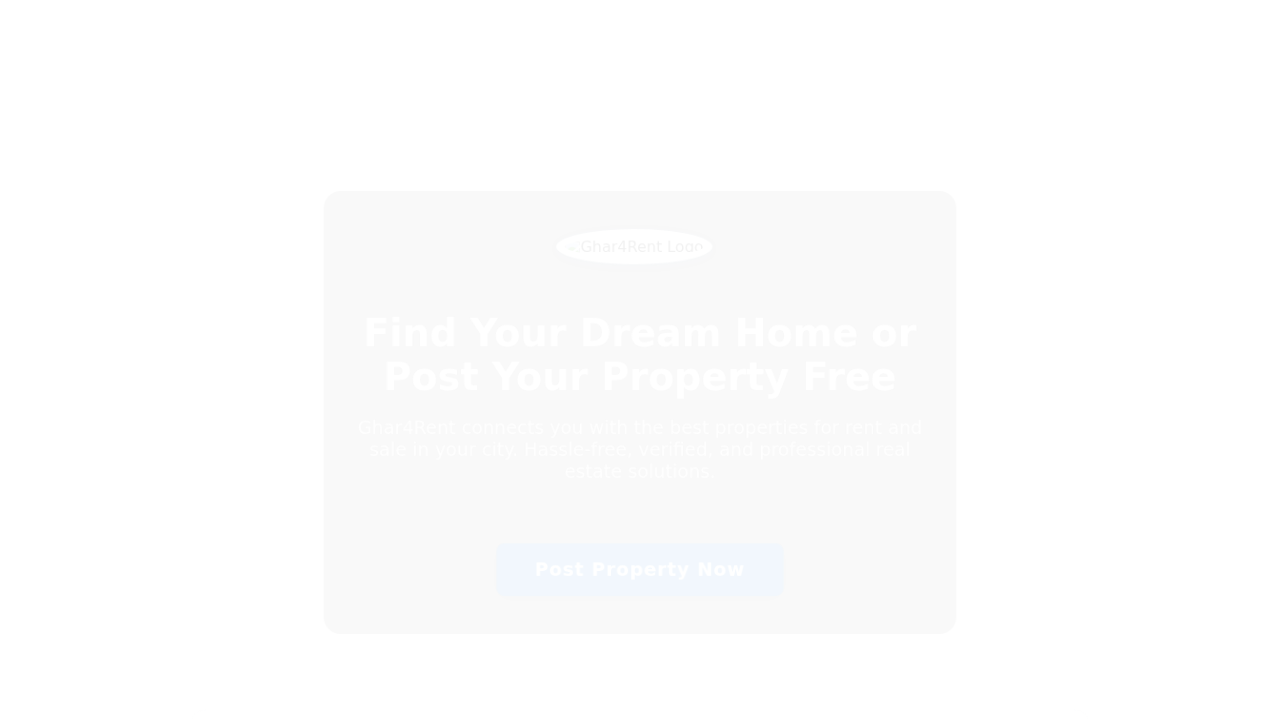 Ghar4Rent Logo
Find Your Dream Home or
Post Your Property Free
Ghar4Rent connects you with the best properties for rent and
sale in your city. Hassle-free, verified, and professional real
estate solutions.
Post Property Now